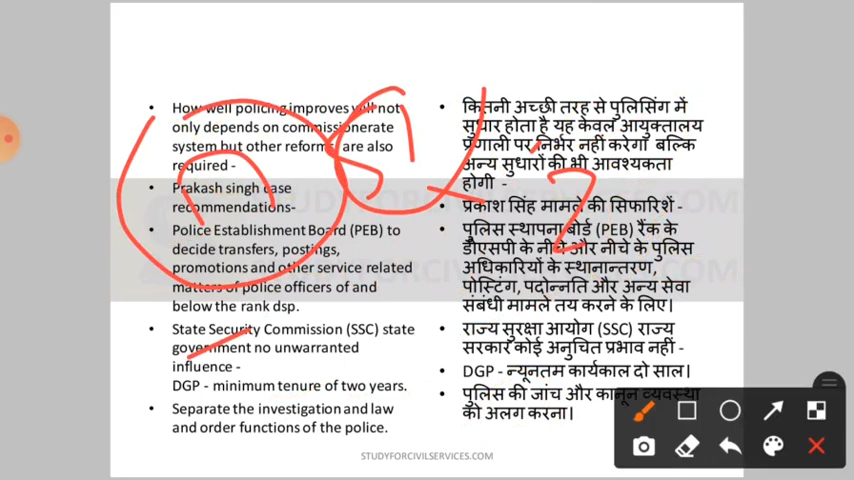 How well policing improves will not
only depends on commissionerate
system but other reforms are also
required -
Prakash singh case
recommendations-
Police Establishment Board (PEB) to
decide transfers, postings,
promotions and other service related
matters of police officers of and
below the rank dsp.
State Security Commission (SSC) state
government no unwarranted
influence -
DGP - minimum tenure of two years.
Separate the investigation and law
and order functions of the police.
कितनी अच्छी तरह से पुलिसिंग में
सुधार होता है यह केवल आयुक्तालय
प्रणाली पर निर्भर नहीं करेगा बल्कि
अन्य सुधारों की भी आवश्यकता
होगी -
प्रकाश सिंह मामले की सिफारिशें -
पुलिस स्थापना बोर्ड (PEB) रैंक के
डीएसपी के नीचे और नीचे के पुलिस
अधिकारियों के स्थानान्तरण,
पोस्टिंग, पदोन्नति और अन्य सेवा
संबंधी मामले तय करने के लिए।
राज्य सुरक्षा आयोग (SSC) राज्य
सरकार कोई अनुचित प्रभाव नहीं -
DGP - न्यूनतम कार्यकाल दो साल।
पुलिस की जांच और कानून व्यवस्था
को अलग करना।
STUDYFORCIVILSERVICES.COM